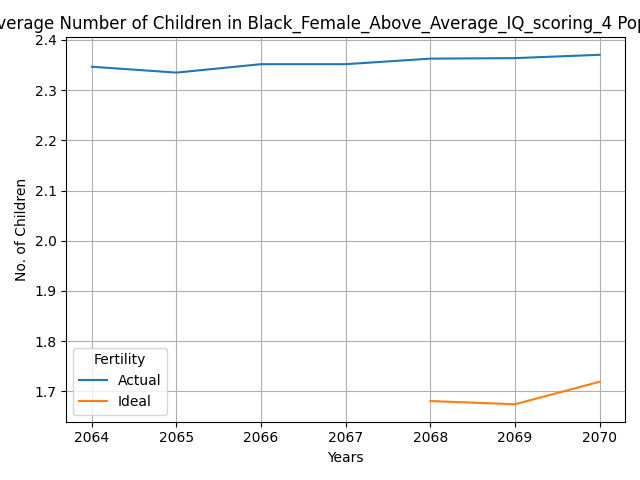 verage Number of Children in Black_Female_Above_Average_IQ_scoring_4 Pop
2.4
2.3
2.2
2.1
2.0
1.9
1.8
1.7
No. of Children
Fertility
Actual
Ideal
2064 2065 2066 2067 2068 2069 2070
Years